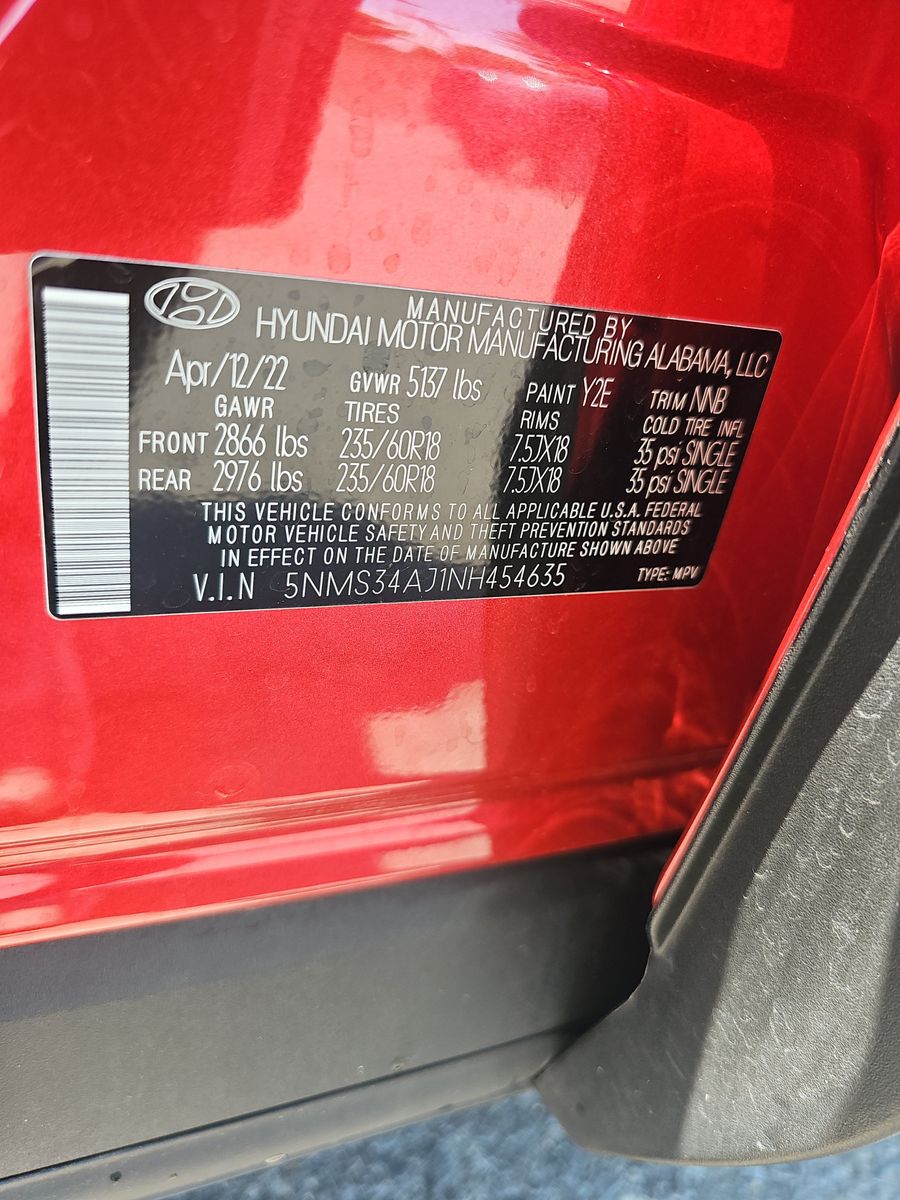 MANUFACTURED BY
HYUNDAI MOTOR MANUFACTURING ALABAMA, LLC
Apr/12/22 GVWR 5137 lbs PAINT Y2E TRIM NNB
GAWR TIRES RIMS COLD TIRE INFL
FRONT 2866 lbs 235/60R18 7.5JX18 35 psi SINGLE
REAR 2976 lbs 235/60R18 7.5JX18 35 psi SINGLE
THIS VEHICLE CONFORMS TO ALL APPLICABLE U.S.A. FEDERAL
MOTOR VEHICLE SAFETY AND THEFT PREVENTION STANDARDS
IN EFFECT ON THE DATE OF MANUFACTURE SHOWN ABOVE
V.I.N 5NMS34AJ1NH454635 TYPE: MPV